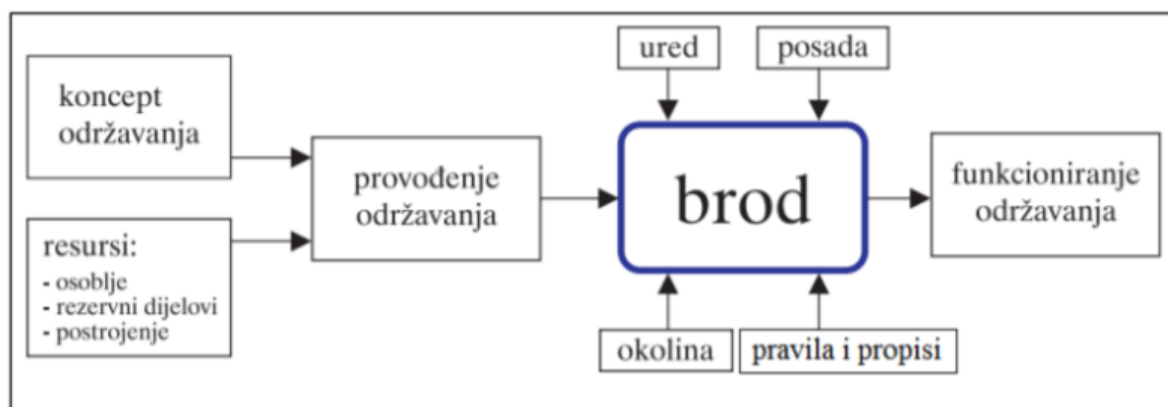 koncept
održavanja
resursi:
- osoblje
- rezervni dijelovi
- postrojenje
provođenje
održavanja
ured
posada
brod
okolina
pravila i propisi
funkcioniranje
održavanja